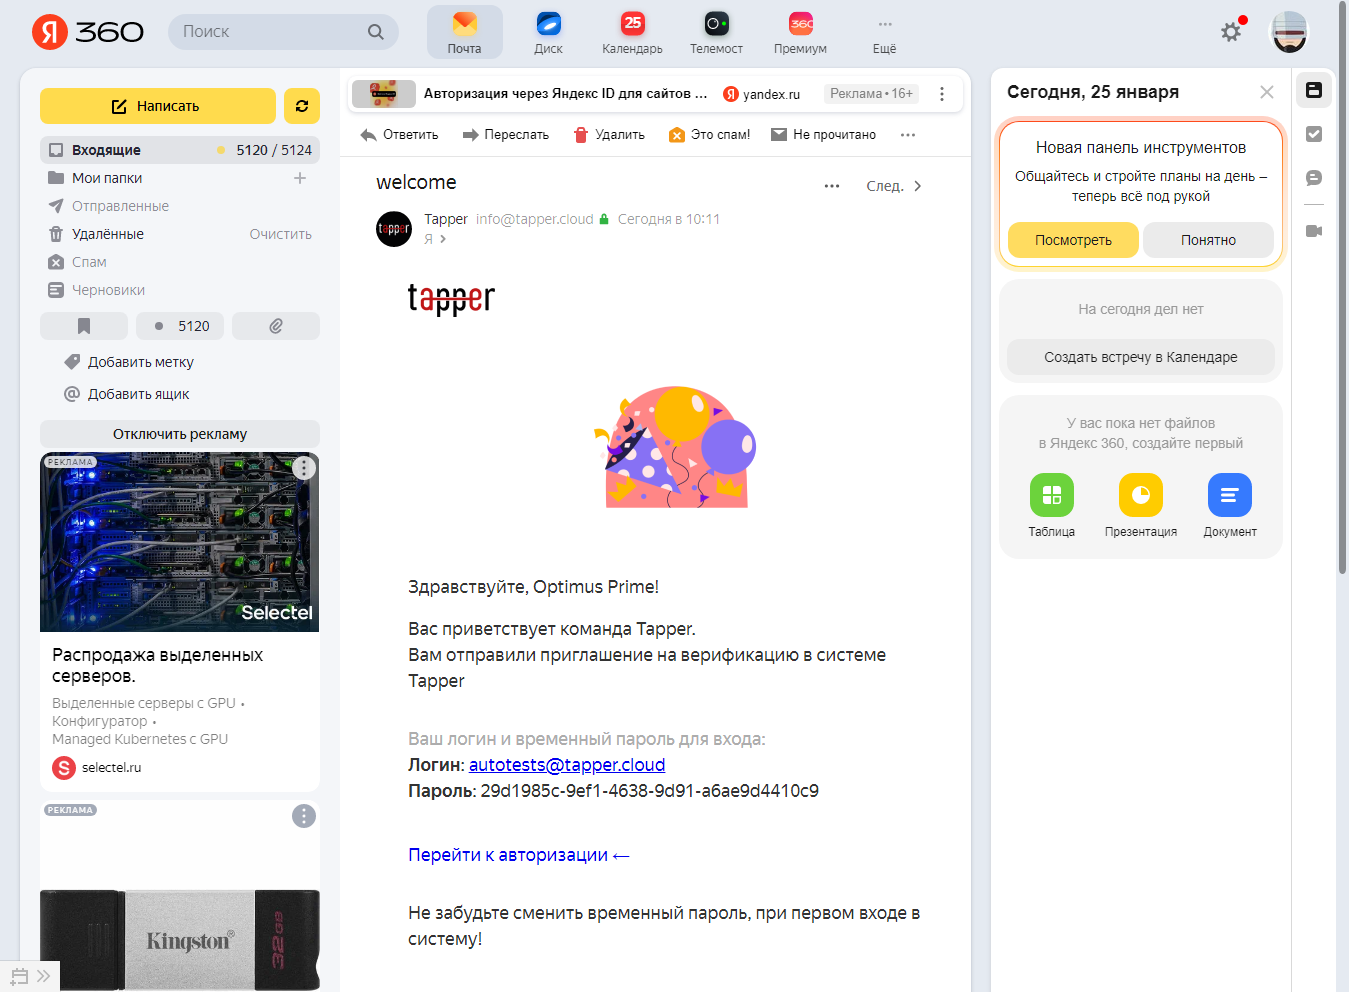 Я 360
Поиск
Почта
Диск
25
Календарь
Телемост
360
Премиум
Ещё
Написать
Входящие
5120 / 5124
Мои папки
Отправленные
Удалённые
Очистить
Спам
Черновики
5120
Добавить метку
Добавить ящик
Отключить рекламу
РЕКЛАМА
Selectel
Распродажа выделенных
серверов.
Выделенные серверы с GPU •
Конфигуратор •
Managed Kubernetes с GPU
S selectel.ru
РЕКЛАМА
Kingston®
32GB
Авторизация через Яндекс ID для сайтов ...
Я yandex.ru
Реклама • 16+
Ответить
Переслать
Удалить
Это спам!
Не прочитано
welcome
След.
tapper
Tapper info@tapper.cloud Сегодня в 10:11
Я
tapper
Здравствуйте, Optimus Prime!
Вас приветствует команда Tapper.
Вам отправили приглашение на верификацию в системе
Tapper
Ваш логин и временный пароль для входа:
Логин: autotests@tapper.cloud
Пароль: 29d1985c-9ef1-4638-9d91-a6ae9d4410c9
Перейти к авторизации ←
Не забудьте сменить временный пароль, при первом входе в
систему!
Сегодня, 25 января
Новая панель инструментов
Общайтесь и стройте планы на день –
теперь всё под рукой
Посмотреть
Понятно
На сегодня дел нет
Создать встречу в Календаре
У вас пока нет файлов
в Яндекс 360, создайте первый
Таблица
Презентация
Документ